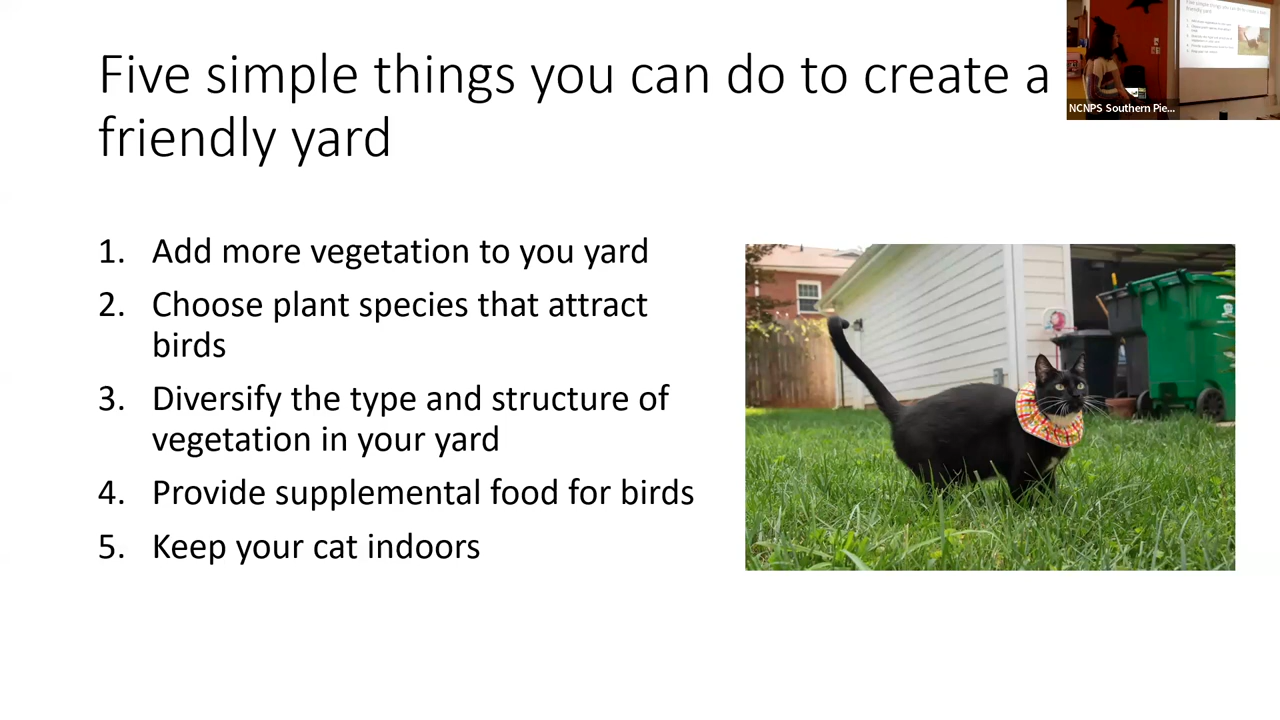 Five simple things you can do to create a
friendly yard
NCNPS Southern Pie...
1. Add more vegetation to you yard
2. Choose plant species that attract
birds
3. Diversify the type and structure of
vegetation in your yard
4. Provide supplemental food for birds
5. Keep your cat indoors